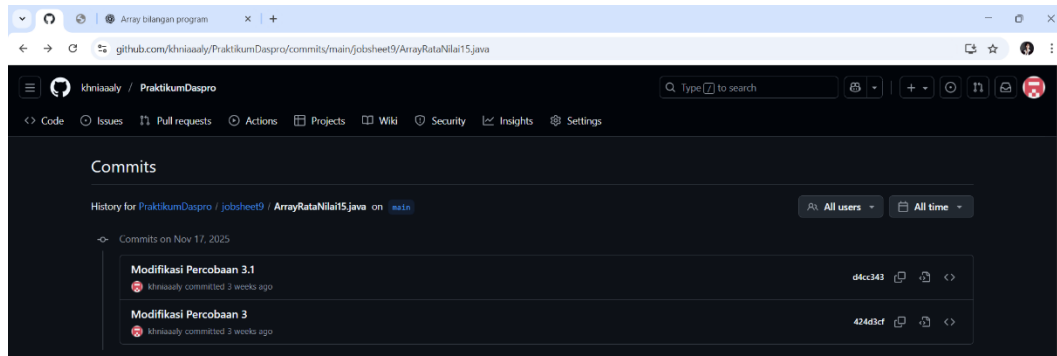 Array bilangan program
github.com/khniaaaly/PraktikumDaspro/commits/main/jobsheet9/ArrayRataNilai15.java
khniaaaly / PraktikumDaspro
Type / to search
Code Issues Pull requests Actions Projects Wiki Security Insights Settings
Commits
History for PraktikumDaspro / jobsheet9 / ArrayRataNilai15.java on main
All users All time
Commits on Nov 17, 2025
Modifikasi Percobaan 3.1
khniaaaly committed 3 weeks ago
d4cc343
Modifikasi Percobaan 3
khniaaaly committed 3 weeks ago
424d3cf